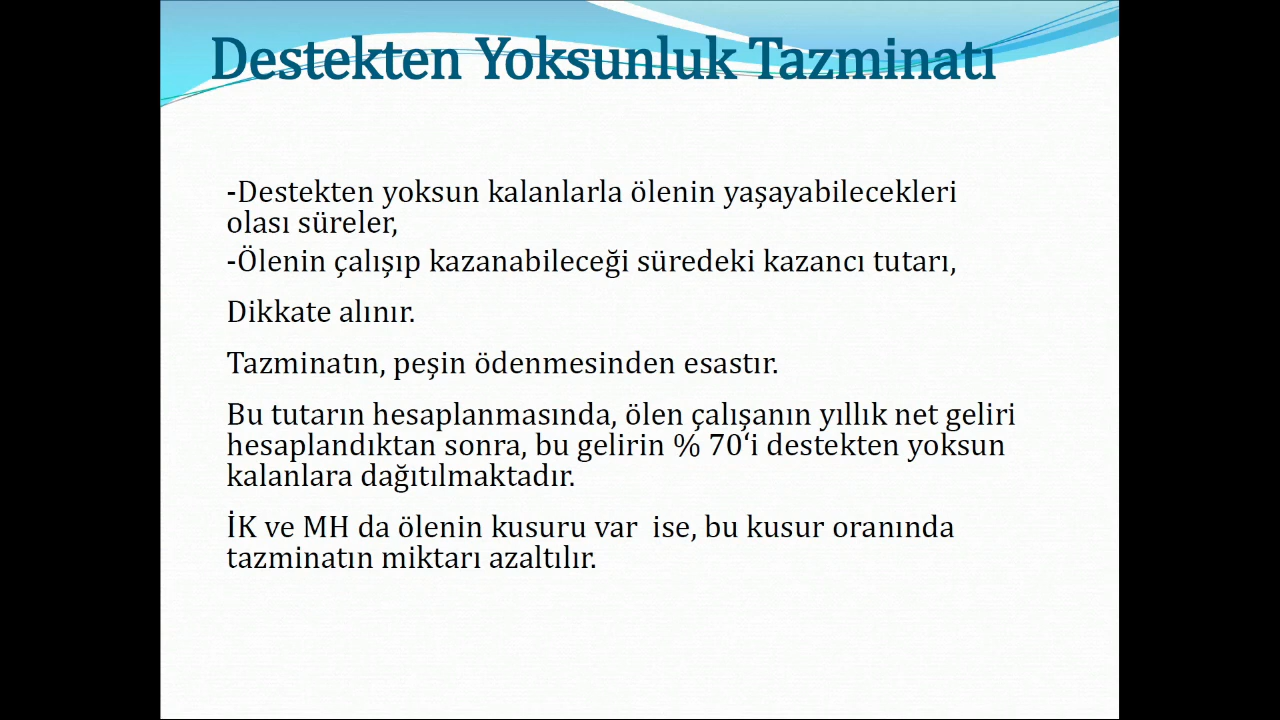 Destekten Yoksunluk Tazminatı
-Destekten yoksun kalanlarla ölenin yaşayabilecekleri
olası süreler,
-Ölenin çalışıp kazanabileceği süredeki kazancı tutarı,
Dikkate alınır.
Tazminatın, peşin ödenmesinden esastır.
Bu tutarın hesaplanmasında, ölen çalışanın yıllık net geliri
hesaplandıktan sonra, bu gelirin % 70‘i destekten yoksun
kalanlara dağıtılmaktadır.
İK ve MH da ölenin kusuru var  ise, bu kusur oranında
tazminatın miktarı azaltılır.